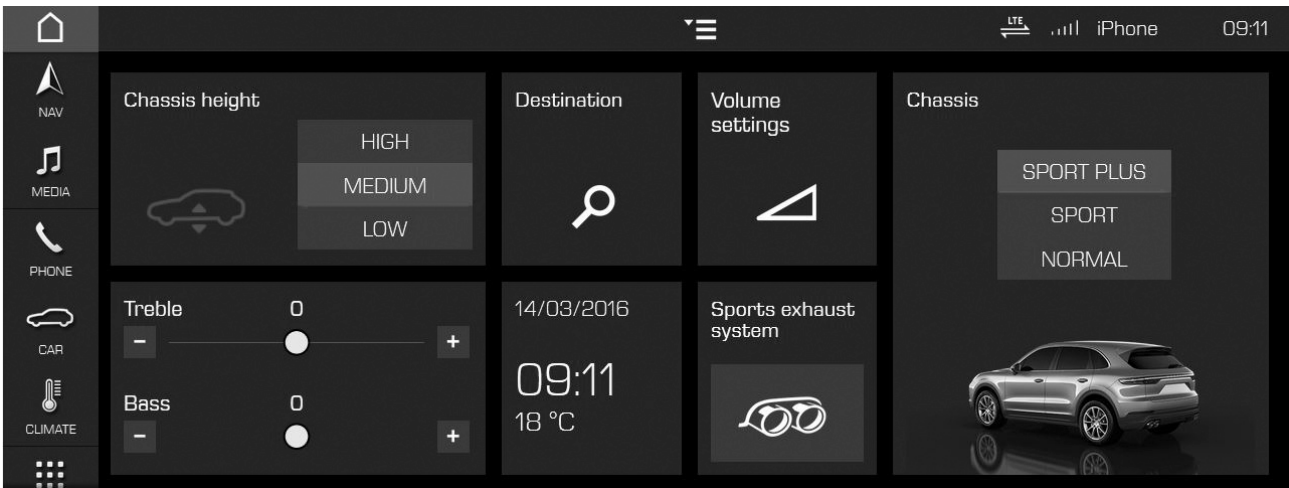 LTE iPhone 09:11
NAV
MEDIA
PHONE
CAR
CLIMATE
Chassis height
HIGH
MEDIUM
LOW
Destination
Volume
settings
Chassis
SPORT PLUS
SPORT
NORMAL
Treble 0
- +
Bass 0
- +
14/03/2016
09:11
18 °C
Sports exhaust
system